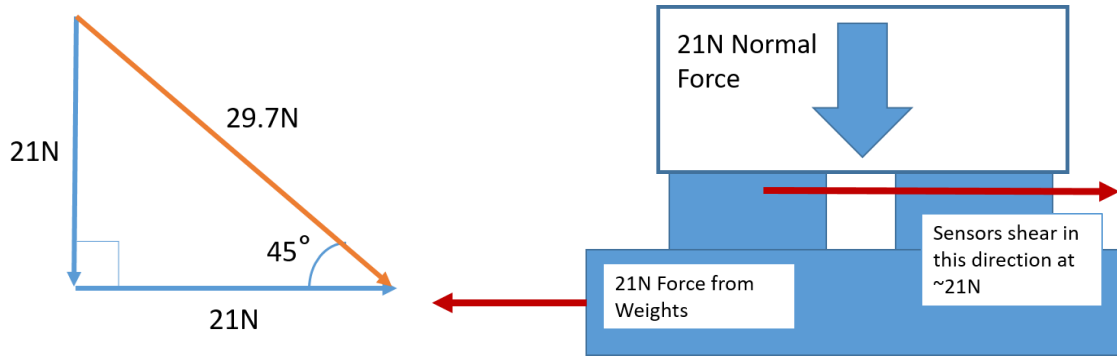 21N
29.7N
45°
21N
21N Normal
Force
Sensors shear in
this direction at
~21N
21N Force from
Weights